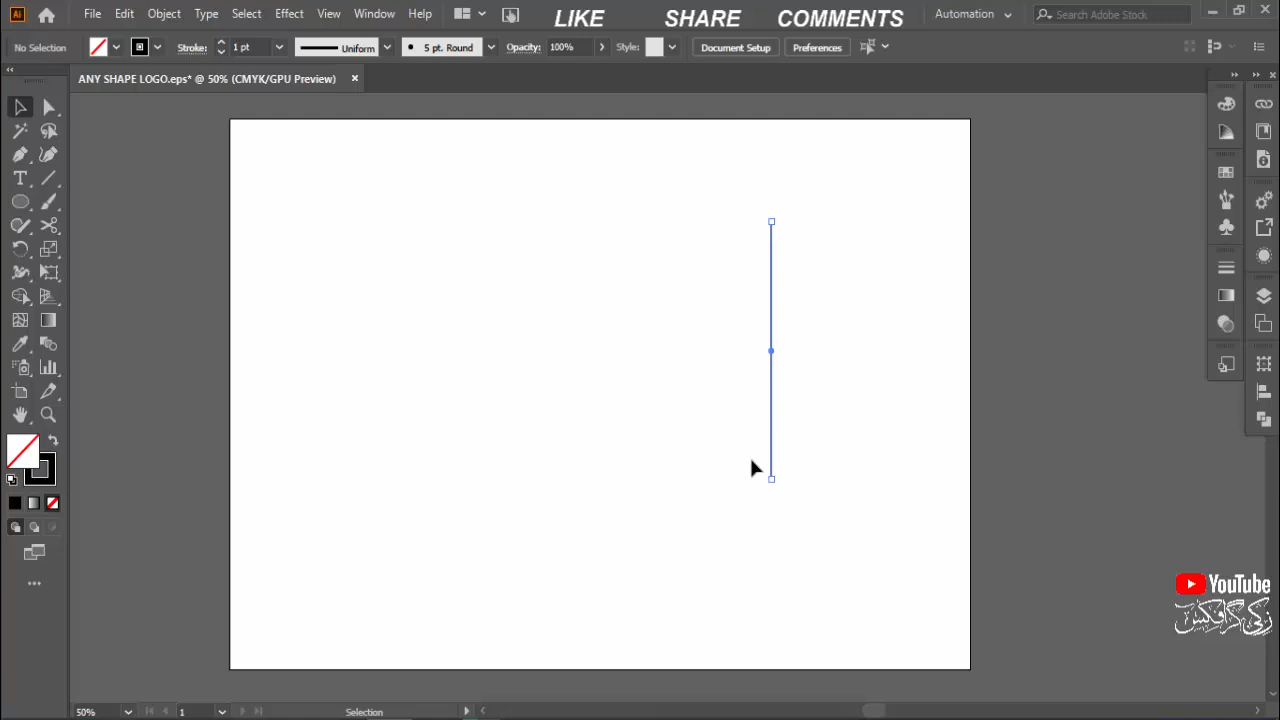 File Edit Object Type Select Effect View Window Help LIKE SHARE COMMENTS Automation Search Adobe Stock
No Selection Stroke: 1 pt Uniform 5 pt. Round Opacity: 100% Style: Document Setup Preferences
ANY SHAPE LOGO.eps* @ 50% (CMYK/GPU Preview)
YouTube
زکی گرافکس
50% 1 Selection